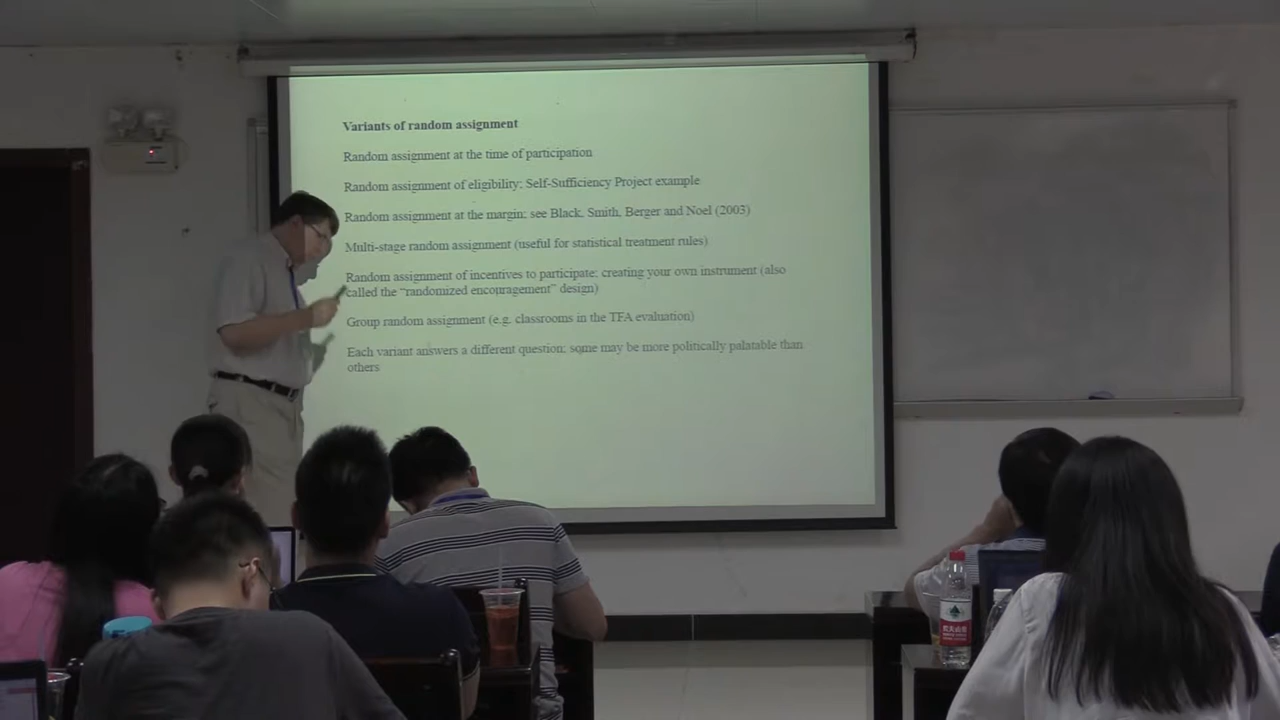 Variants of random assignment
Random assignment at the time of participation
Random assignment of eligibility; Self-Sufficiency Project example
Random assignment at the margin; see Black, Smith, Berger and Noel (2003)
Multi-stage random assignment (useful for statistical treatment rules)
Random assignment of incentives to participate; creating your own instrument (also
called the “randomized encouragement” design)
Group random assignment (e.g. classrooms in the TFA evaluation)
Each variant answers a different question; some may be more politically palatable than
others